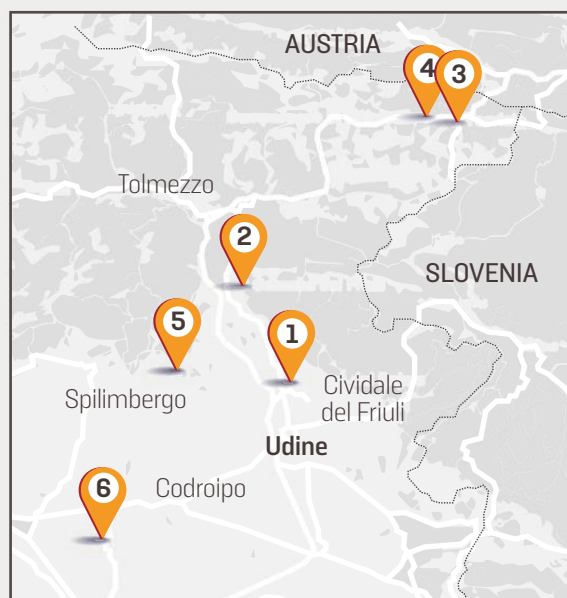 AUSTRIA
4
3
Tolmezzo
2
SLOVENIA
5
1
Cividale
del Friuli
Spilimbergo
Udine
6
Codroipo